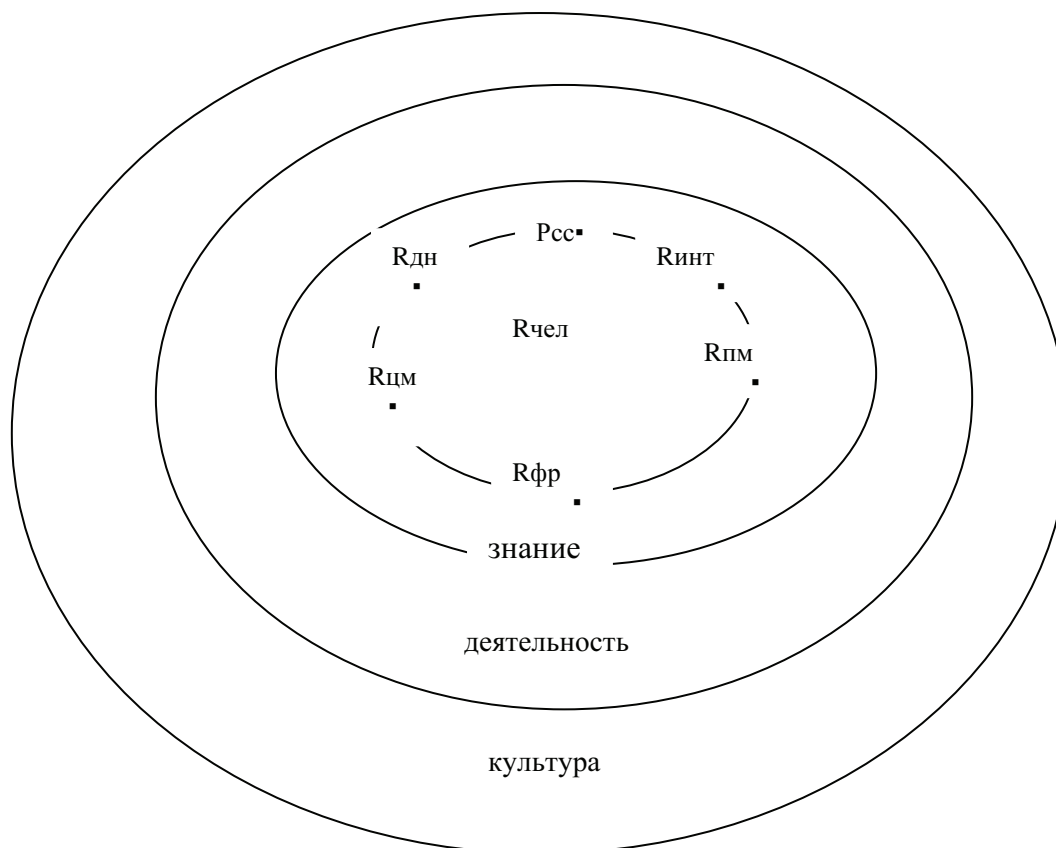 Рсс
Rдн
Rинт
Rчел
Rпм
Rцм
Rфр
знание
деятельность
культура